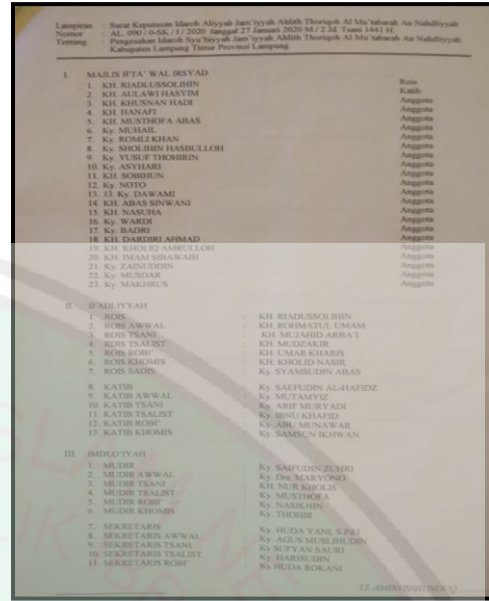 Lampiran : Surat Keputusan Idaroh Aliyyah Jam'iyyah Ahlith Thoriqoh Al Mu'tabarah An Nahdliyyah
Nomor : AL. 090 / 0-SK / I / 2020 tanggal 27 Januari 2020 M / 2 Jd. Tsani 1441 H.
Tentang : Pengesahan Idaroh Syu'biyyah Jam'iyyah Ahlith Thoriqoh Al Mu'tabarah An Nahdliyyah
Kabupaten Lampung Timur Provinsi Lampung.
I. MAJLIS IFTA' WAL IRSYAD
1. KH. RIADLUSSOLIHIN Rois
2. KH. AULAWI HASYIM Katib
3. KH. KHUSNAN HADI Anggota
4. KH. HANAFI Anggota
5. KH. MUSTHOFA ABAS Anggota
6. Ky. MUHAIL Anggota
7. Ky. ROMLI KHAN Anggota
8. Ky. SHOLIHIN HASBULLOH Anggota
9. Ky. YUSUF THOHIRIN Anggota
10. Ky. ASYHARI Anggota
11. KH. SOBIHUN Anggota
12. Ky. NOTO Anggota
13. 13. Ky. DAWAMI Anggota
14. KH. ABAS SINWANI Anggota
15. KH. NASUHA Anggota
16. Ky. WARDI Anggota
17. Ky. BADRI Anggota
18. KH. DARDIRI AHMAD Anggota
19. KH. KHOLIQ AMRULLOH Anggota
20. KH. IMAM SIBAWAIH Anggota
21. Ky. ZAINUDDIN Anggota
22. Ky. MUSDAR Anggota
23. Ky. MAKHRUS Anggota
II. IFADLIYYAH
1. ROIS : KH. RIADUSSOLIHIN
2. ROIS AWWAL : KH. ROHMATUL UMAM
3. ROIS TSANI : KH. MUJAHID ARBA'I
4. ROIS TSALIST : KH. MUDZAKIR
5. ROIS ROBI' : KH. UMAR KHARIS
6. ROIS KHOMIS : KH. KHOLID NASIR
7. ROIS SADIS : Ky. SYAMSUDIN ABAS
8. KATIB : Ky. SAEFUDIN AL-HAFIDZ
9. KATIB AWWAL : Ky. MUTAMYIZ
10. KATIB TSANI : Ky. ARIF MURYADI
11. KATIB TSALIST : Ky. IBNU KHAFID
12. KATIB ROBI' : Ky. ABU MUNAWAR
13. KATIB KHOMIS : Ky. SAMSUN IKHWAN
III. IMDLO'IYAH
1. MUDIR : Ky. SAIFUDIN ZUHRI
2. MUDIR AWWAL : Ky. Drs. MARYONO
3. MUDIR TSANI : KH. NUR KHOLIS
4. MUDIR TSALIST : Ky. MUSTHOFA
5. MUDIR ROBI' : Ky. NASIKHIN
6. MUDIR KHOMIS : Ky. THOHIR
7. SEKRETARIS : Ky. HUDA YANI, S.Pd.I
8. SEKRETARIS AWWAL : Ky. AGUS MUSLIHUDIN
9. SEKRETARIS TSANI : Ky SUFYAN SAURI
10. SEKRETARIS TSALIST : Ky. HARISUDIN
11. SEKRETARIS ROBI' : Ky HUDA ROKANI